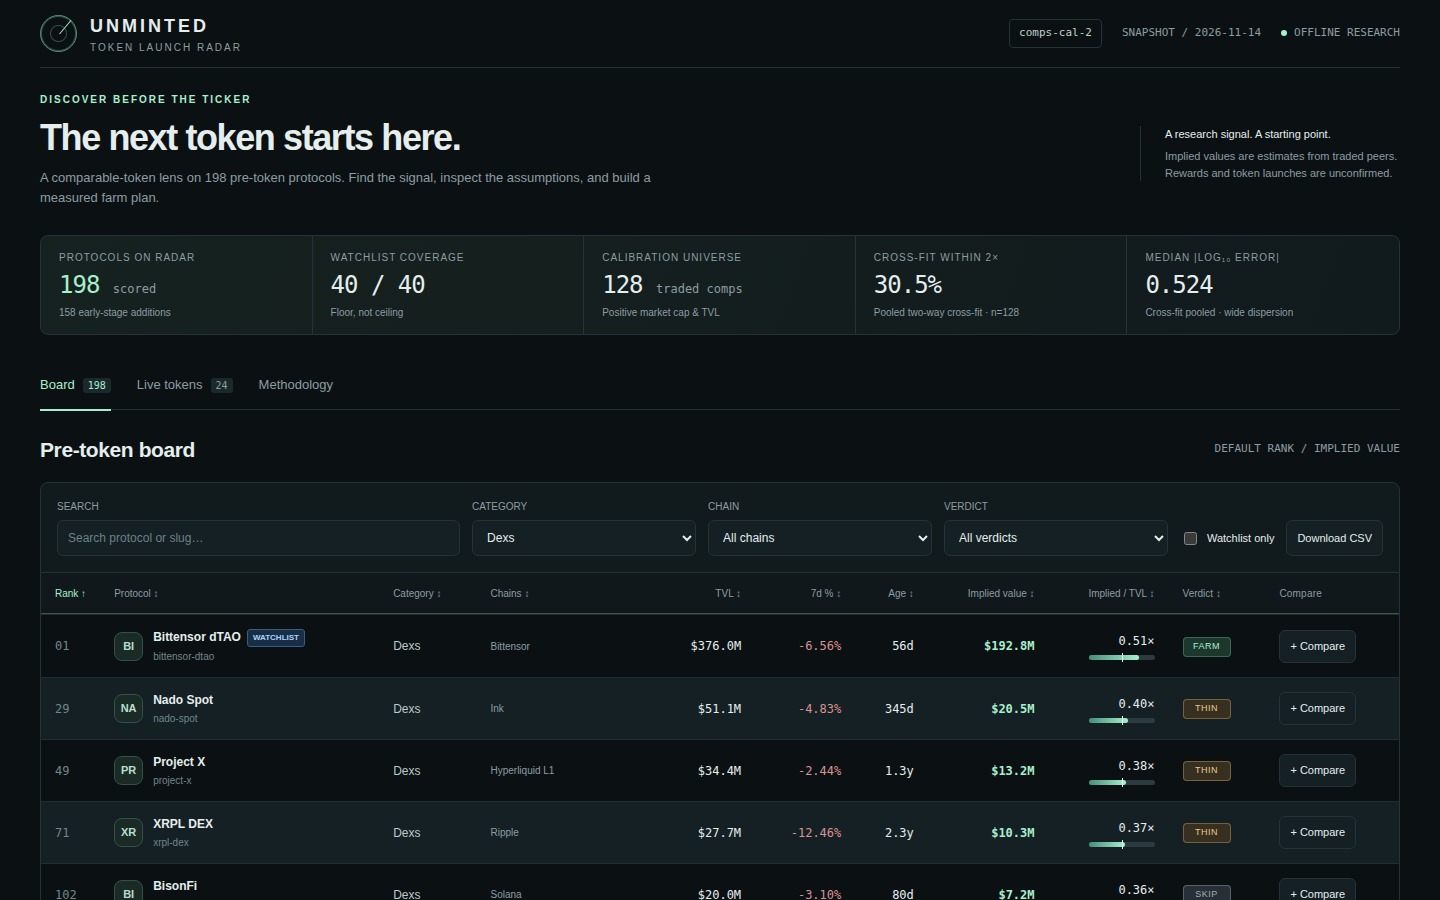 UNMINTED
TOKEN LAUNCH RADAR
comps-cal-2
SNAPSHOT / 2026-11-14
OFFLINE RESEARCH
DISCOVER BEFORE THE TICKER
The next token starts here.
A comparable-token lens on 198 pre-token protocols. Find the signal, inspect the assumptions, and build a
measured farm plan.
A research signal. A starting point.
Implied values are estimates from traded peers.
Rewards and token launches are unconfirmed.
PROTOCOLS ON RADAR
198 scored
158 early-stage additions
WATCHLIST COVERAGE
40 / 40
Floor, not ceiling
CALIBRATION UNIVERSE
128 traded comps
Positive market cap & TVL
CROSS-FIT WITHIN 2×
30.5%
Pooled two-way cross-fit · n=128
MEDIAN |LOG₁₀ ERROR|
0.524
Cross-fit pooled · wide dispersion
Board 198
Live tokens 24
Methodology
Pre-token board
DEFAULT RANK / IMPLIED VALUE
SEARCH
Search protocol or slug…
CATEGORY
Dexs
CHAIN
All chains
VERDICT
All verdicts
Watchlist only
Download CSV
Rank ↑ Protocol ↕ Category ↕ Chains ↕ TVL ↕ 7d % ↕ Age ↕ Implied value ↕ Implied / TVL ↕ Verdict ↕ Compare
01 BI Bittensor dTAO WATCHLIST Dexs Bittensor $376.0M -6.56% 56d $192.8M 0.51× FARM + Compare
bittensor-dtao
29 NA Nado Spot Dexs Ink $51.1M -4.83% 345d $20.5M 0.40× THIN + Compare
nado-spot
49 PR Project X Dexs Hyperliquid L1 $34.4M -2.44% 1.3y $13.2M 0.38× THIN + Compare
project-x
71 XR XRPL DEX Dexs Ripple $27.7M -12.46% 2.3y $10.3M 0.37× THIN + Compare
xrpl-dex
102 BI BisonFi Dexs Solana $20.0M -3.10% 80d $7.2M 0.36× SKIP + Compare